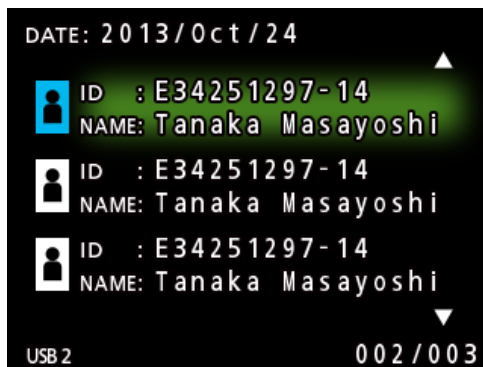 DATE: 2013/Oct/24
ID : E34251297-14
NAME: Tanaka Masayoshi
ID : E34251297-14
NAME: Tanaka Masayoshi
ID : E34251297-14
NAME: Tanaka Masayoshi
USB 2 002/003